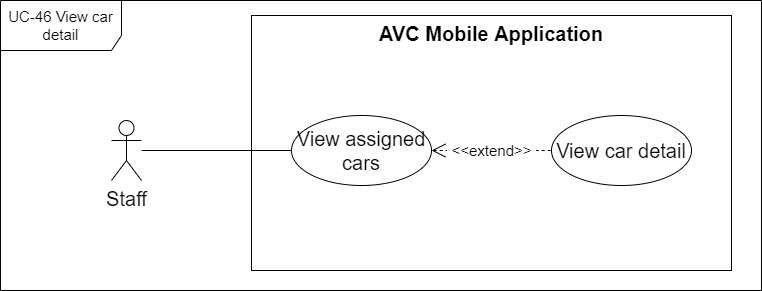 UC-46 View car
detail
AVC Mobile Application
View assigned
cars
<<extend>>
View car detail
Staff